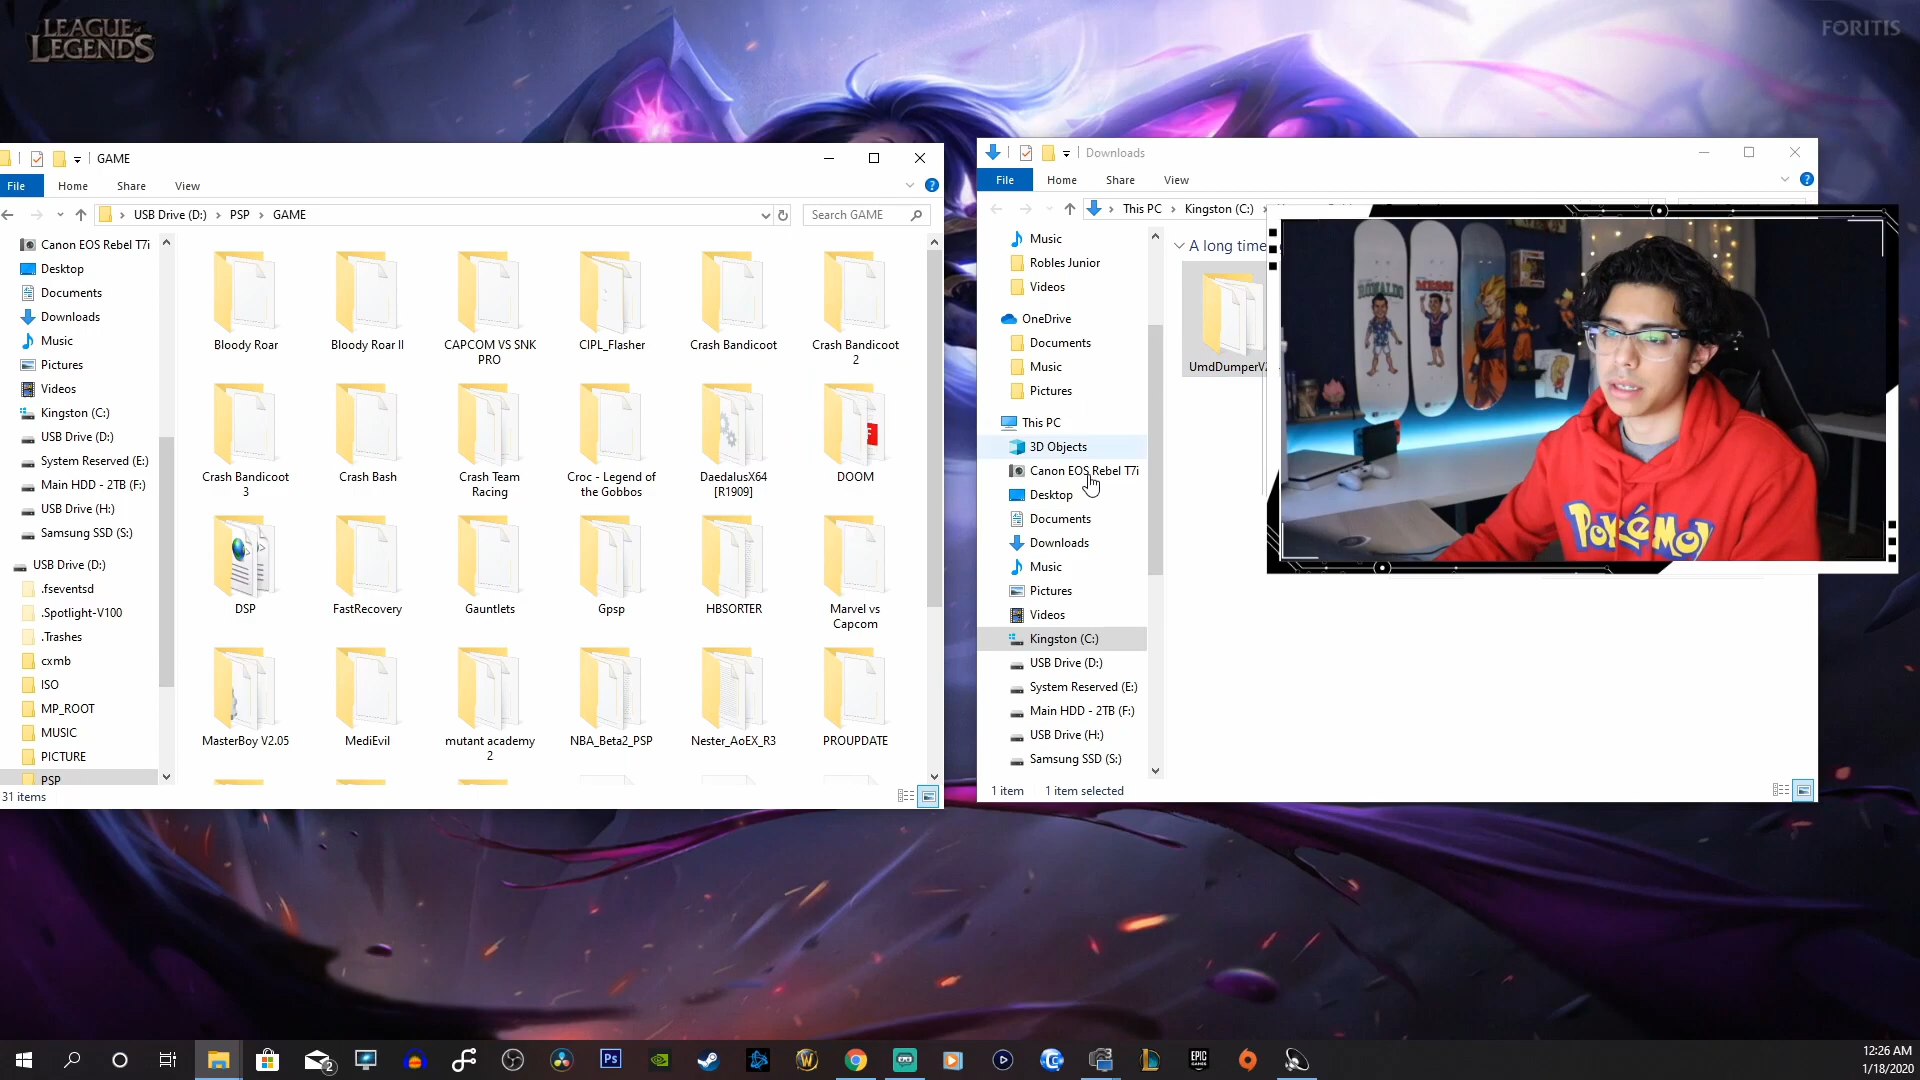 LEAGUE of
LEGENDS
FORITIS
GAME
File Home Share View
USB Drive (D:) PSP GAME
Search GAME
Canon EOS Rebel T7i
Desktop
Documents
Downloads
Music
Pictures
Videos
Kingston (C:)
USB Drive (D:)
System Reserved (E:)
Main HDD - 2TB (F:)
USB Drive (H:)
Samsung SSD (S:)
USB Drive (D:)
.fseventsd
.Spotlight-V100
.Trashes
cxmb
ISO
MP_ROOT
MUSIC
PICTURE
PSP
Bloody Roar
Bloody Roar II
CAPCOM VS SNK
PRO
CIPL_Flasher
Crash Bandicoot
Crash Bandicoot
2
Crash Bandicoot
3
Crash Bash
Crash Team
Racing
Croc - Legend of
the Gobbos
DaedalusX64
[R1909]
DOOM
DSP
FastRecovery
Gauntlets
Gpsp
HBSORTER
Marvel vs
Capcom
MasterBoy V2.05
MediEvil
mutant academy
2
NBA_Beta2_PSP
Nester_AoEX_R3
PROUPDATE
31 items
Downloads
File Home Share View
This PC Kingston (C:)
Music
Robles Junior
Videos
OneDrive
Documents
Music
Pictures
This PC
3D Objects
Canon EOS Rebel T7i
Desktop
Documents
Downloads
Music
Pictures
Videos
Kingston (C:)
USB Drive (D:)
System Reserved (E:)
Main HDD - 2TB (F:)
USB Drive (H:)
Samsung SSD (S:)
A long time
UmdDumperV
1 item 1 item selected
RONALDO
MESSI
POKéMO
2
Ps
W
EPIC
GAMES
12:26 AM
1/18/2020